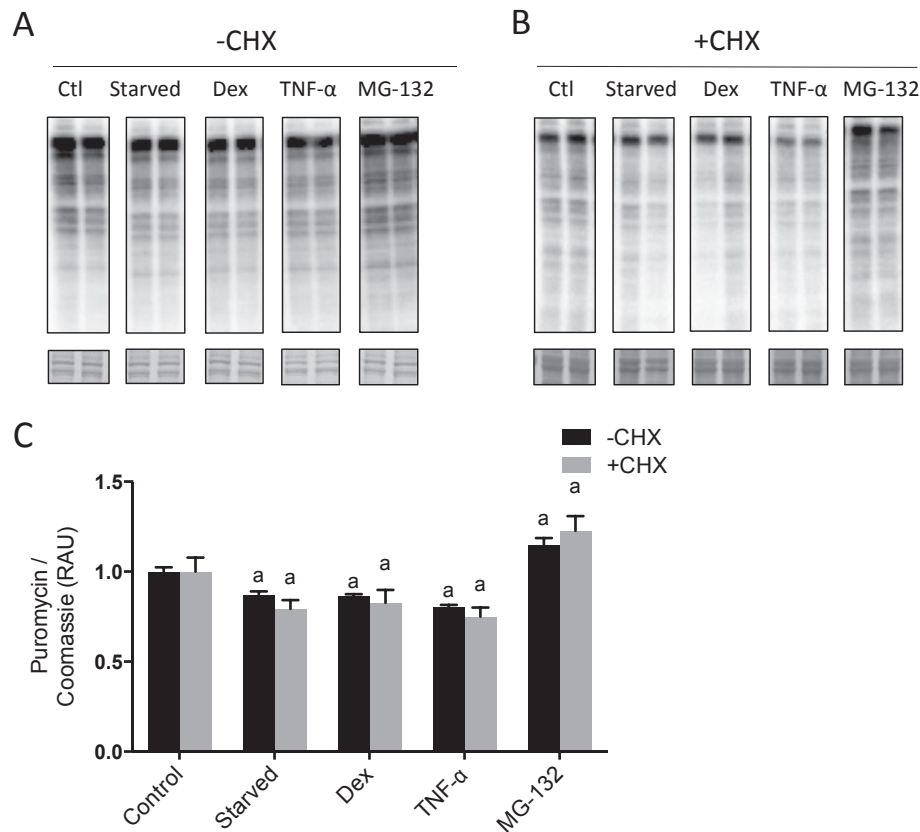 A
-CHX
Ctl Starved Dex TNF-α MG-132
B
+CHX
Ctl Starved Dex TNF-α MG-132
C
-CHX
+CHX
Puromycin /
Coomassie (RAU)
1.5
1.0
0.5
0.0
a a a a a a a a
Control Starved Dex TNF-α MG-132